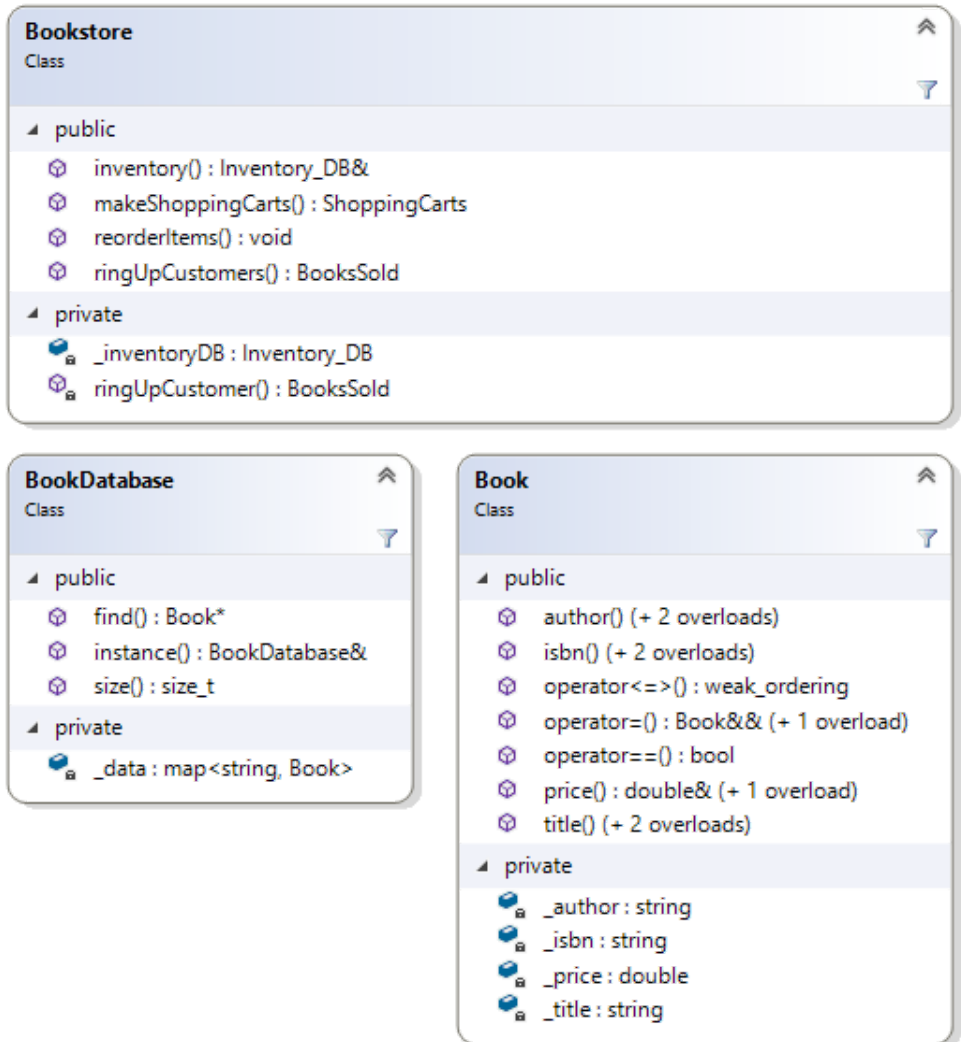 Bookstore
Class
public
inventory() : Inventory_DB&
makeShoppingCarts() : ShoppingCarts
reorderItems() : void
ringUpCustomers() : BooksSold
private
_inventoryDB : Inventory_DB
ringUpCustomer() : BooksSold
BookDatabase
Class
public
find() : Book*
instance() : BookDatabase&
size() : size_t
private
_data : map<string, Book>
Book
Class
public
author() (+ 2 overloads)
isbn() (+ 2 overloads)
operator<=>() : weak_ordering
operator=() : Book&& (+ 1 overload)
operator==() : bool
price() : double& (+ 1 overload)
title() (+ 2 overloads)
private
_author : string
_isbn : string
_price : double
_title : string